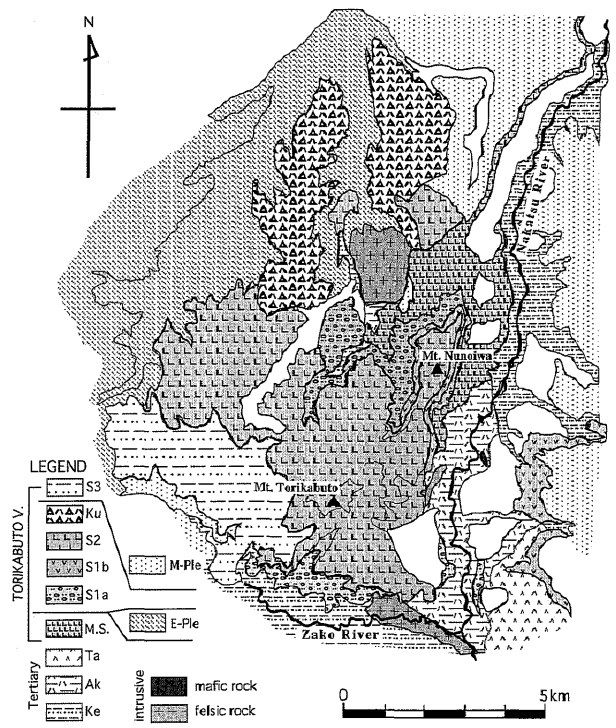 N
Nakatsu River
Mt. Nunoiwa
Mt. Torikabuto
Zako River
LEGEND
TORIKABUTO V.
S3
Ku
S2
S1b
S1a
M.S.
M-Ple
E-Ple
Tertiary
Ta
Ak
Ke
intrusive
mafic rock
felsic rock
0 5km